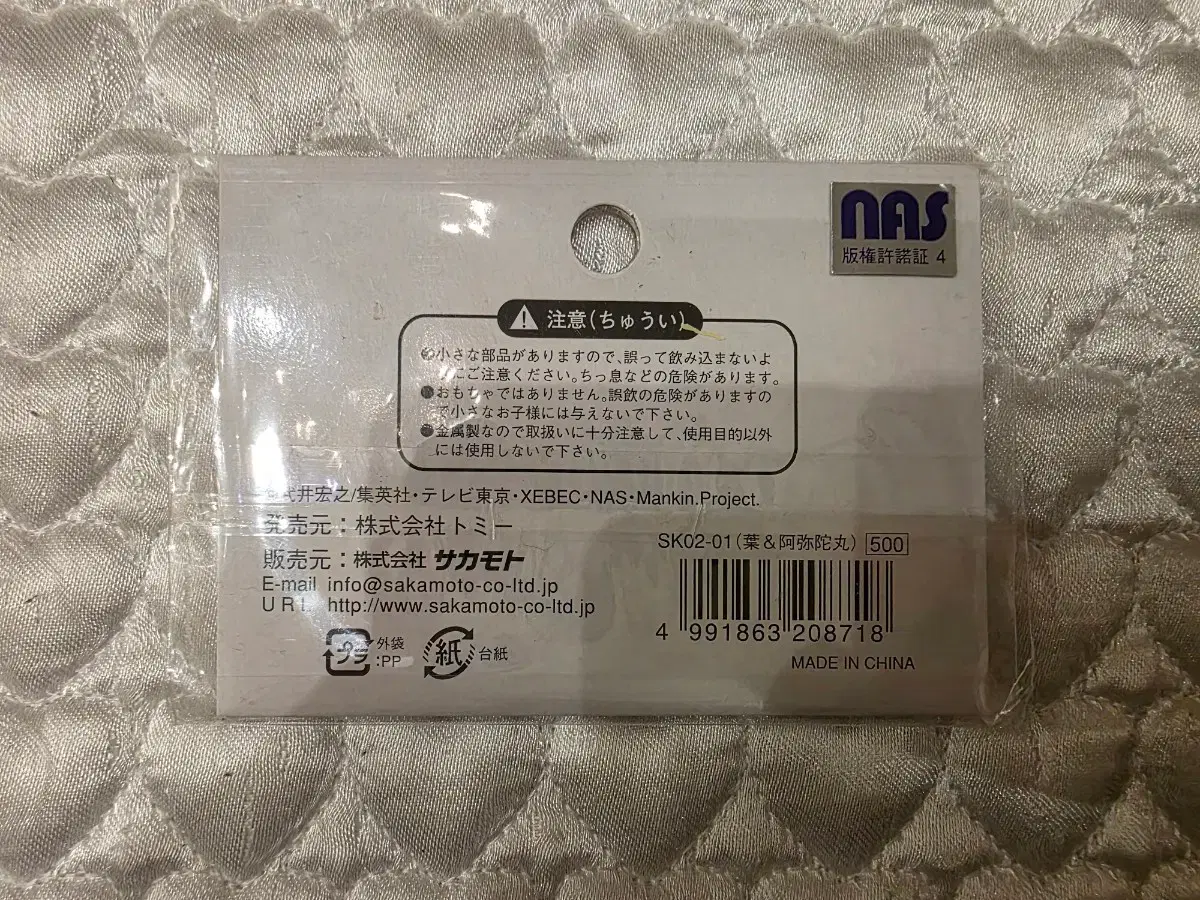 nas
版権許諾証 4
注意(ちゅうい)
●小さな部品がありますので、誤って飲み込まないよ
うにご注意ください。ちっ息などの危険があります。
●おもちゃではありません。誤飲の危険がありますの
で小さなお子様には与えないで下さい。
●金属製なので取扱いに十分注意して、使用目的以外
には使用しないで下さい。
武井宏之/集英社・テレビ東京・XEBEC・NAS・Mankin.Project.
発売元：株式会社トミー
販売元：株式会社 サカモト
E-mail info@sakamoto-co-ltd.jp
URL http://www.sakamoto-co-ltd.jp
SK02-01(葉&阿弥陀丸) 500
4 991863 208718
プラ 外袋
:PP
紙 台紙
MADE IN CHINA